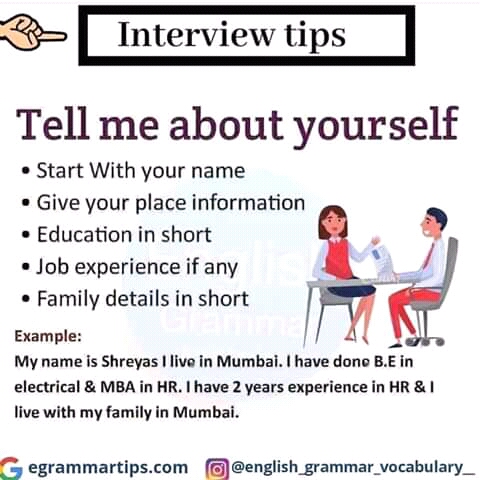 Interview tips
Tell me about yourself
• Start With your name
• Give your place information
• Education in short
• Job experience if any
• Family details in short
English
Grammar
Example:
My name is Shreyas I live in Mumbai. I have done B.E in
electrical & MBA in HR. I have 2 years experience in HR & I
live with my family in Mumbai.
egrammartips.com @english_grammar_vocabulary__